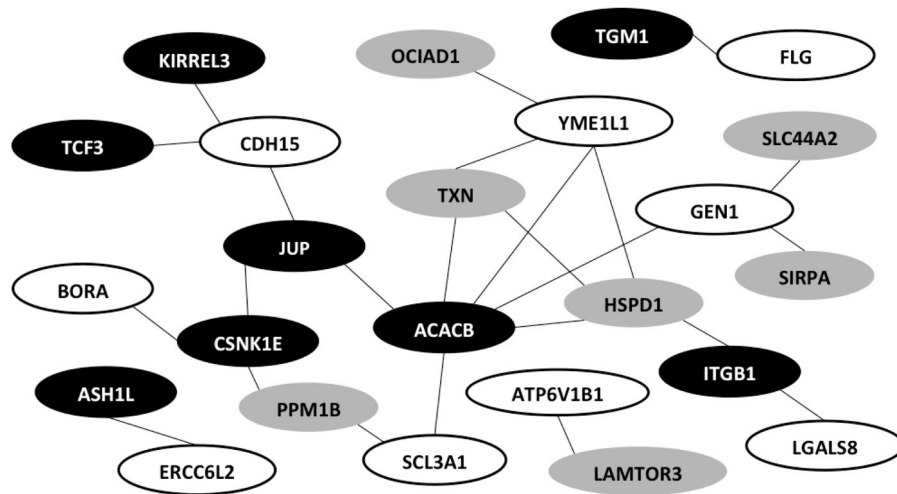 TGM1
KIRREL3
OCIAD1
FLG
YME1L1
TCF3
CDH15
SLC44A2
TXN
GEN1
JUP
SIRPA
BORA
HSPD1
ACACB
CSNK1E
ITGB1
ASH1L
ATP6V1B1
PPM1B
LGALS8
SCL3A1
ERCC6L2
LAMTOR3